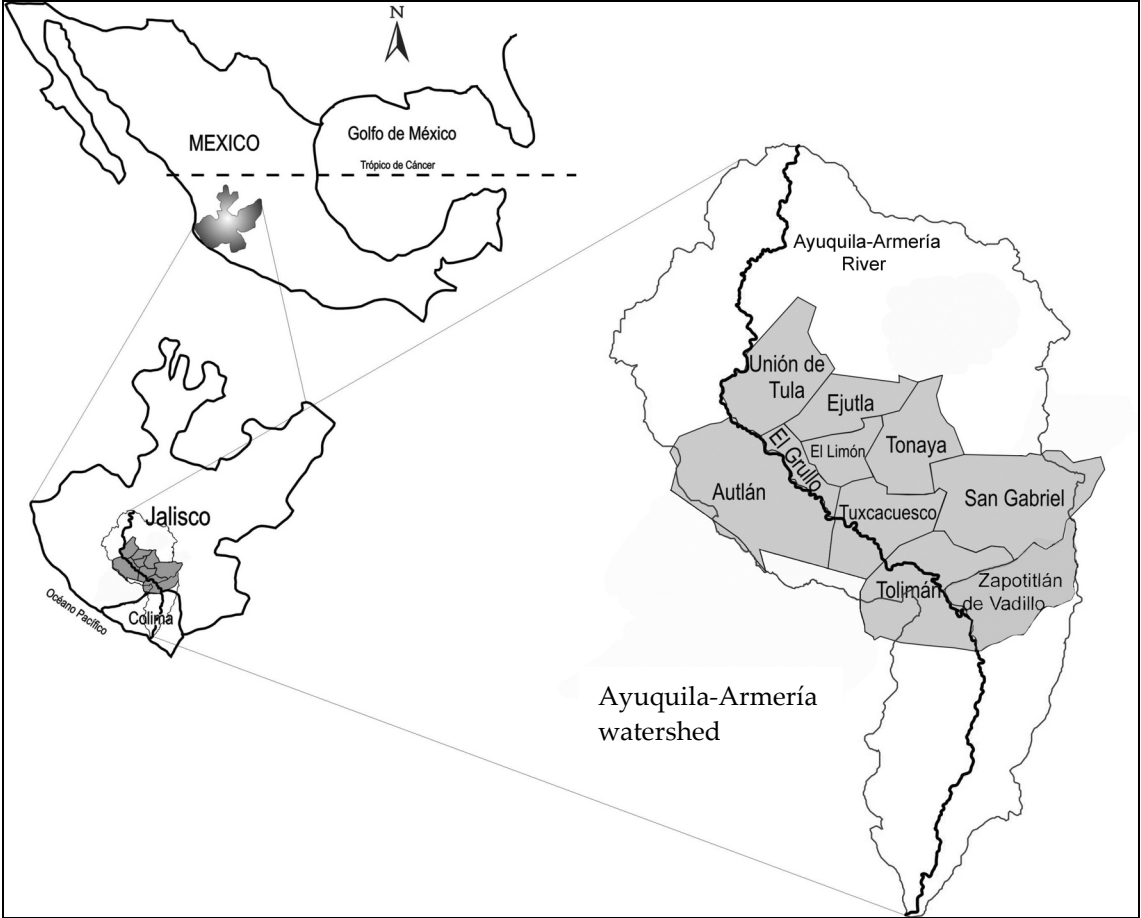 N
MEXICO
Golfo de México
Trópico de Cáncer
Jalisco
Océano Pacífico
Colima
Ayuquila-Armería
River
Unión de
Tula
Ejutla
El Grullo
El Limón
Tonaya
Autlán
Tuxcacuesco
San Gabriel
Tolimán
Zapotitlán
de Vadillo
Ayuquila-Armería
watershed